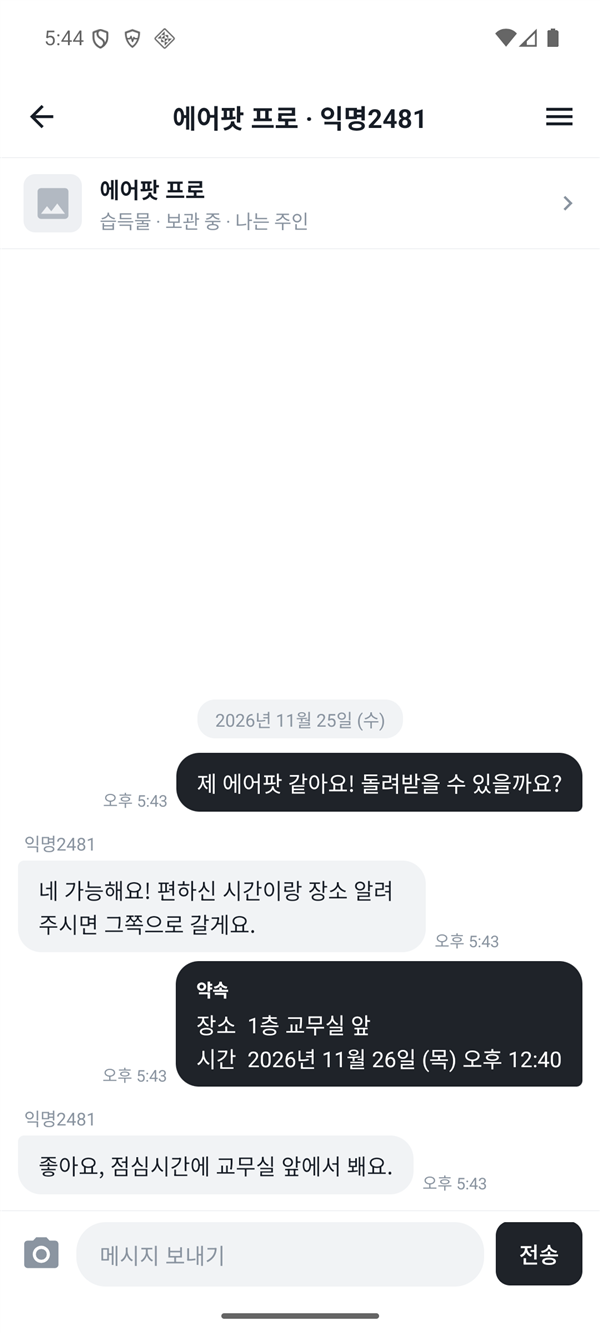 5:44
에어팟 프로 · 익명2481
에어팟 프로
습득물 · 보관 중 · 나는 주인
2026년 11월 25일 (수)
제 에어팟 같아요! 돌려받을 수 있을까요?
오후 5:43
익명2481
네 가능해요! 편하신 시간이랑 장소 알려
주시면 그쪽으로 갈게요.
오후 5:43
약속
장소 1층 교무실 앞
시간 2026년 11월 26일 (목) 오후 12:40
오후 5:43
익명2481
좋아요, 점심시간에 교무실 앞에서 봬요.
오후 5:43
메시지 보내기
전송